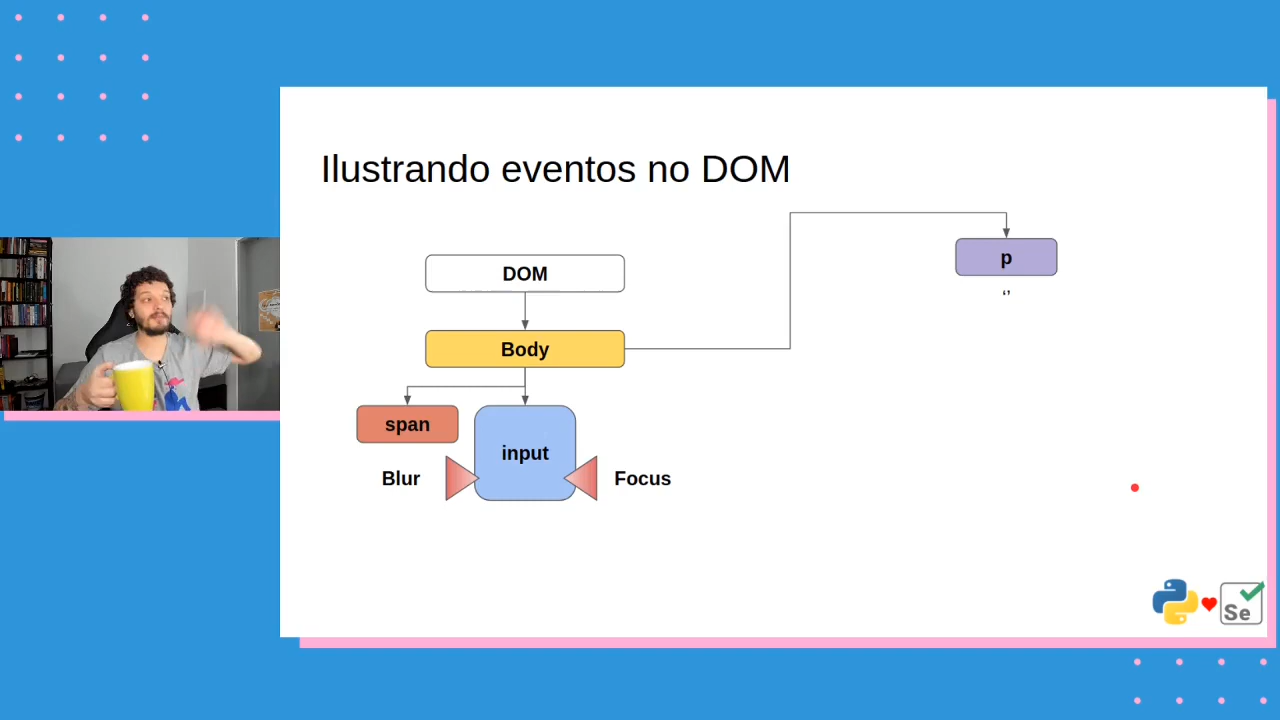 Ilustrando eventos no DOM
DOM
p
‘’
Body
span
input
Blur
Focus
Se